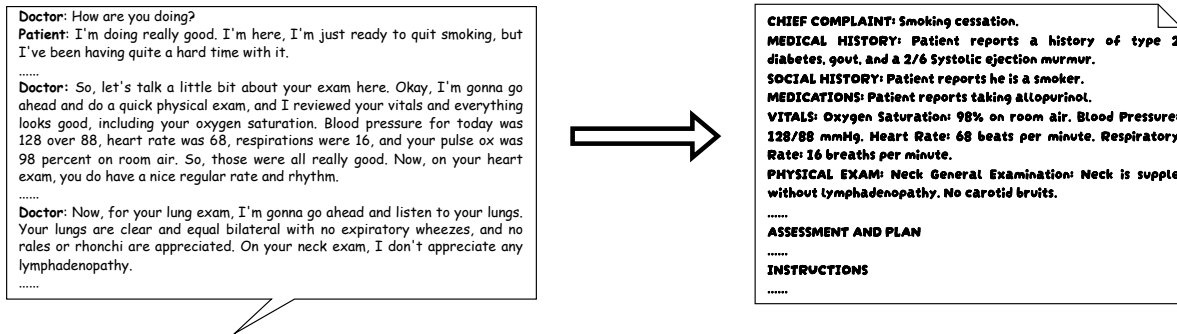 Doctor: How are you doing?
Patient: I'm doing really good. I'm here, I'm just ready to quit smoking, but
I've been having quite a hard time with it.
......
Doctor: So, let's talk a little bit about your exam here. Okay, I'm gonna go
ahead and do a quick physical exam, and I reviewed your vitals and everything
looks good, including your oxygen saturation. Blood pressure for today was
128 over 88, heart rate was 68, respirations were 16, and your pulse ox was
98 percent on room air. So, those were all really good. Now, on your heart
exam, you do have a nice regular rate and rhythm.
......
Doctor: Now, for your lung exam, I'm gonna go ahead and listen to your lungs.
Your lungs are clear and equal bilateral with no expiratory wheezes, and no
rales or rhonchi are appreciated. On your neck exam, I don't appreciate any
lymphadenopathy.
......
CHIEF COMPLAINT: Smoking cessation.
MEDICAL HISTORY: Patient reports a history of type 2
diabetes, gout, and a 2/6 Systolic ejection murmur.
SOCIAL HISTORY: Patient reports he is a smoker.
MEDICATIONS: Patient reports taking allopurinol.
VITALS: Oxygen Saturation: 98% on room air. Blood Pressure:
128/88 mmHg. Heart Rate: 68 beats per minute. Respiratory
Rate: 16 breaths per minute.
PHYSICAL EXAM: Neck General Examination: Neck is supple
without lymphadenopathy. No carotid bruits.
......
ASSESSMENT AND PLAN
......
INSTRUCTIONS
......